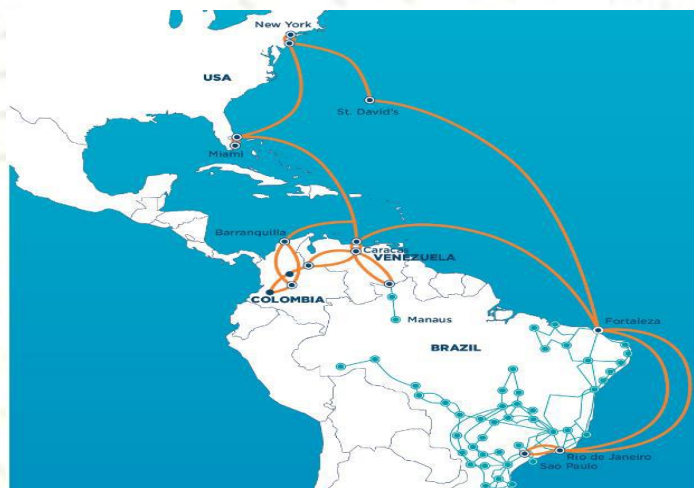 New York
USA
St. David's
Miami
Barranquilla
Caracas
VENEZUELA
COLOMBIA
Manaus
Fortaleza
BRAZIL
Rio de Janeiro
Sao Paulo